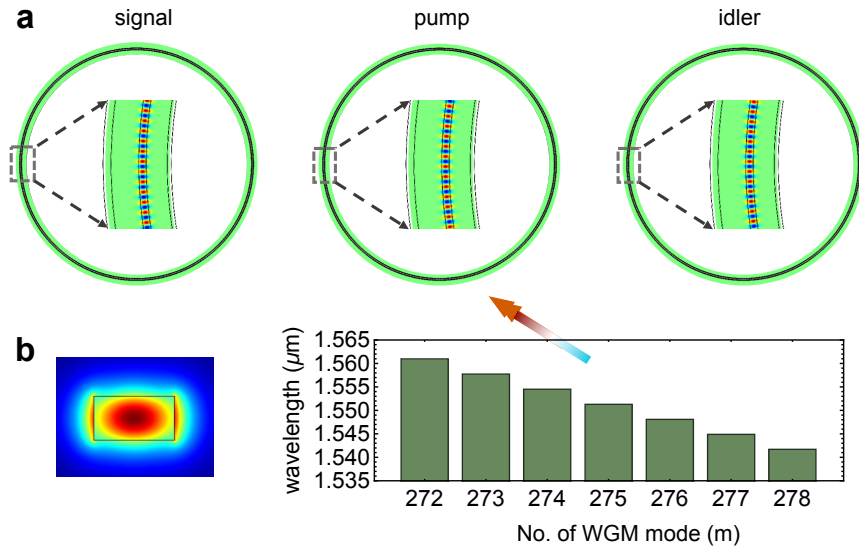 a
signal
pump
idler
b
wavelength (μm)
1.565
1.560
1.555
1.550
1.545
1.540
1.535
272 273 274 275 276 277 278
No. of WGM mode (m)